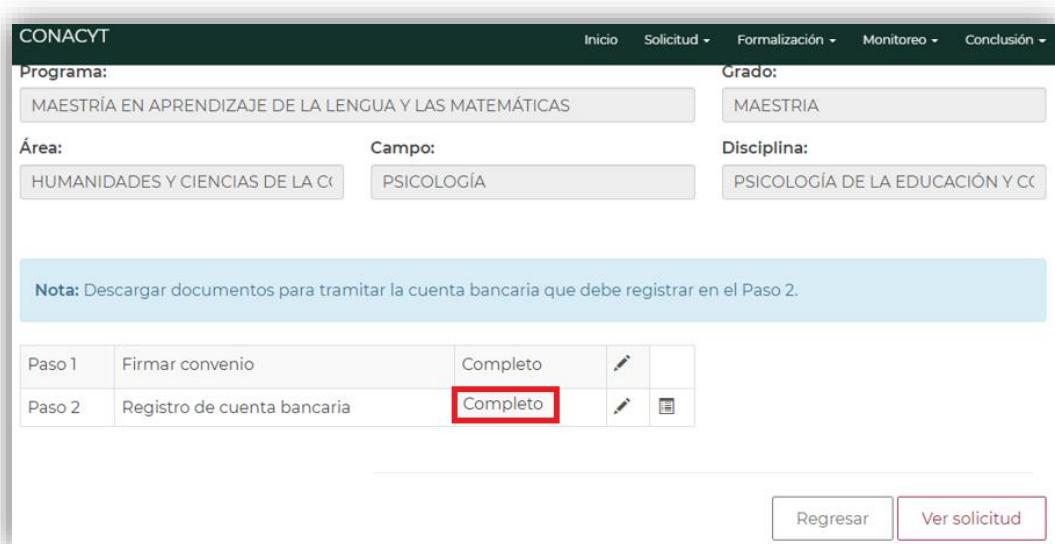 CONACYT Inicio Solicitud Formalización Monitoreo Conclusión
Programa: Grado:
MAESTRÍA EN APRENDIZAJE DE LA LENGUA Y LAS MATEMÁTICAS MAESTRIA
Área: Campo: Disciplina:
HUMANIDADES Y CIENCIAS DE LA PSICOLOGÍA PSICOLOGÍA DE LA EDUCACIÓN Y
Nota: Descargar documentos para tramitar la cuenta bancaria que debe registrar en el Paso 2.
Paso 1 Firmar convenio Completo
Paso 2 Registro de cuenta bancaria Completo
Regresar Ver solicitud